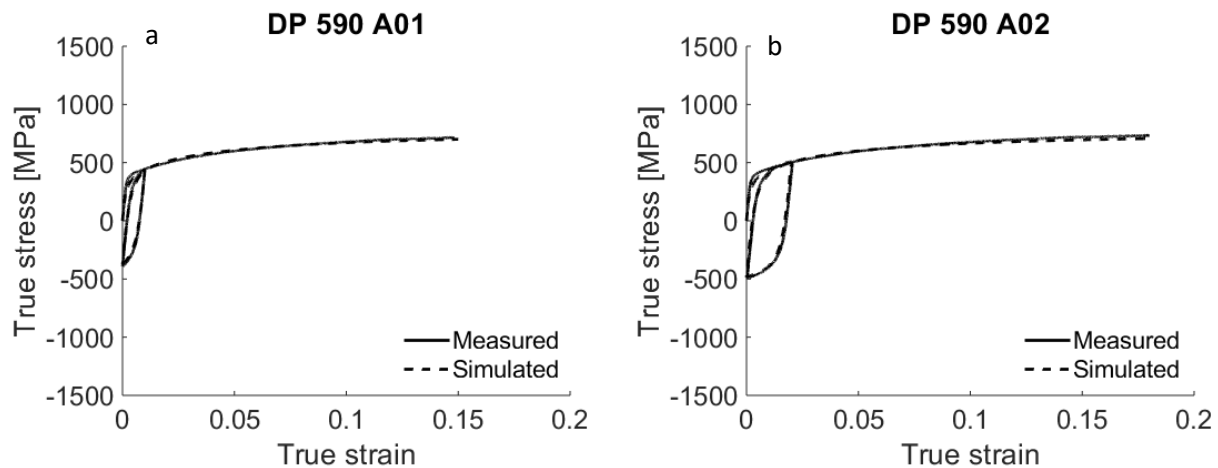 DP 590 A01
a
1500
1000
500
0
-500
-1000
-1500
True stress [MPa]
Measured
Simulated
0 0.05 0.1 0.15 0.2
True strain
DP 590 A02
b
1500
1000
500
0
-500
-1000
-1500
True stress [MPa]
Measured
Simulated
0 0.05 0.1 0.15 0.2
True strain